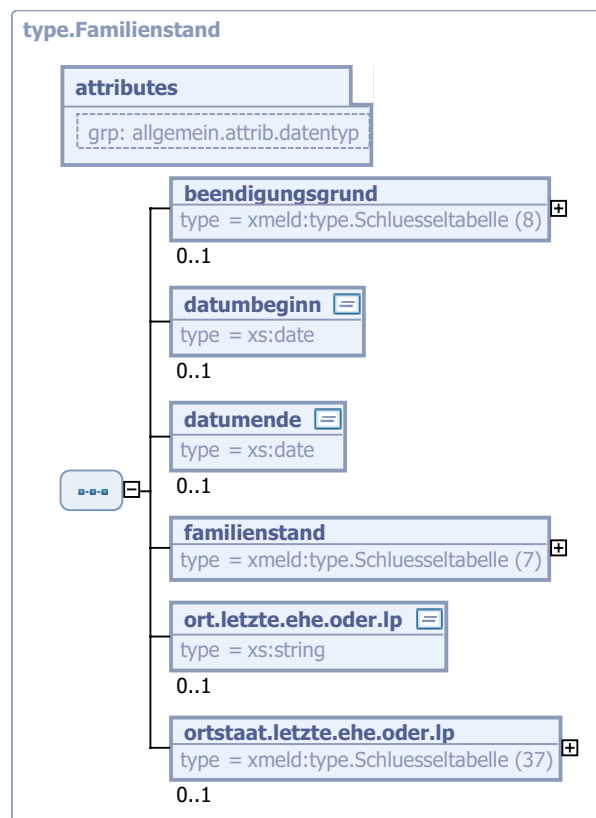 type.Familienstand
attributes
grp: allgemein.attrib.datentyp
beendigungsgrund
type = xmeld:type.Schluesseltabelle (8)
0..1
datumbeginn
type = xs:date
0..1
datumende
type = xs:date
0..1
familienstand
type = xmeld:type.Schluesseltabelle (7)
ort.letzte.ehe.oder.lp
type = xs:string
0..1
ortstaat.letzte.ehe.oder.lp
type = xmeld:type.Schluesseltabelle (37)
0..1